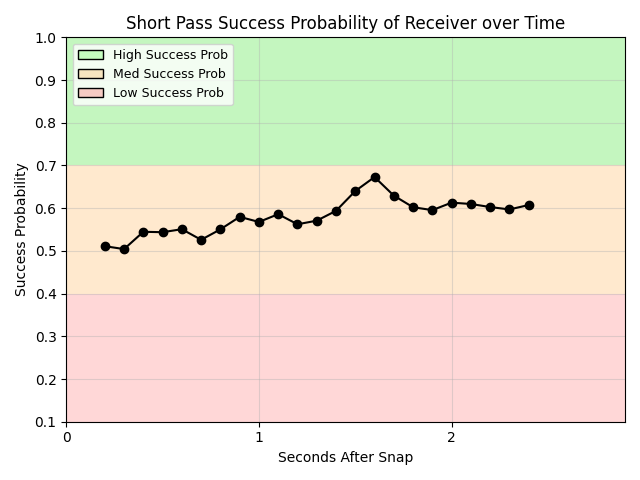 Short Pass Success Probability of Receiver over Time
High Success Prob
Med Success Prob
Low Success Prob
Success Probability
1.0
0.9
0.8
0.7
0.6
0.5
0.4
0.3
0.2
0.1
0
1
2
Seconds After Snap